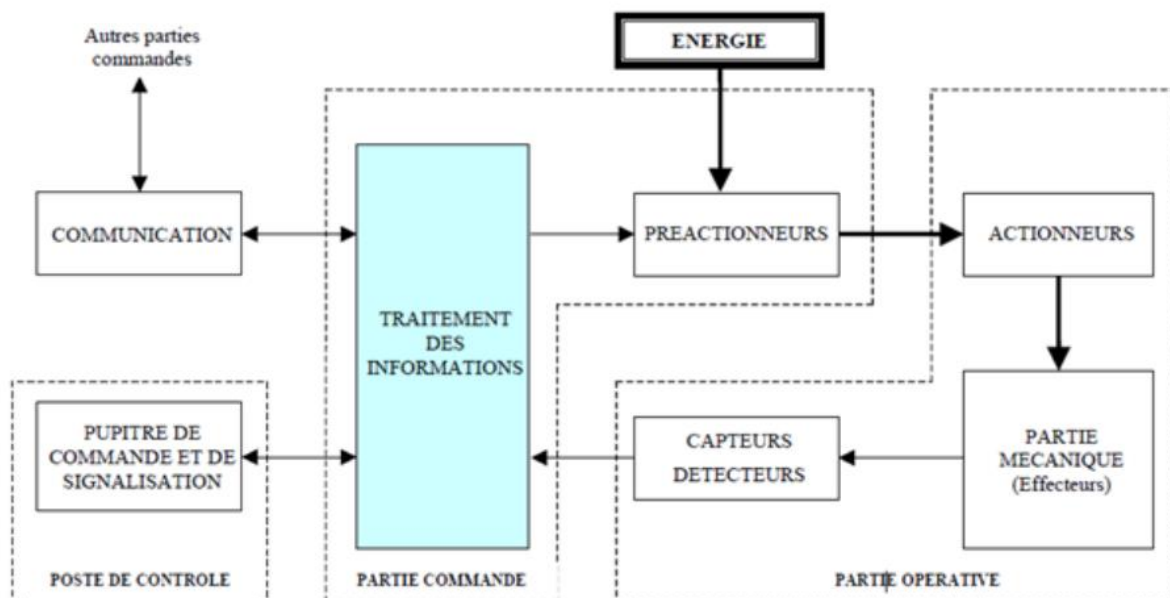 Autres parties
commandes
ENERGIE
COMMUNICATION
PREACTIONNEURS
ACTIONNEURS
TRAITEMENT
DES
INFORMATIONS
PUPITRE DE
COMMANDE ET DE
SIGNALISATION
CAPTEURS
DETECTEURS
PARTIE
MECANIQUE
(Effecteurs)
POSTE DE CONTROLE
PARTIE COMMANDE
PARTIE OPERATIVE